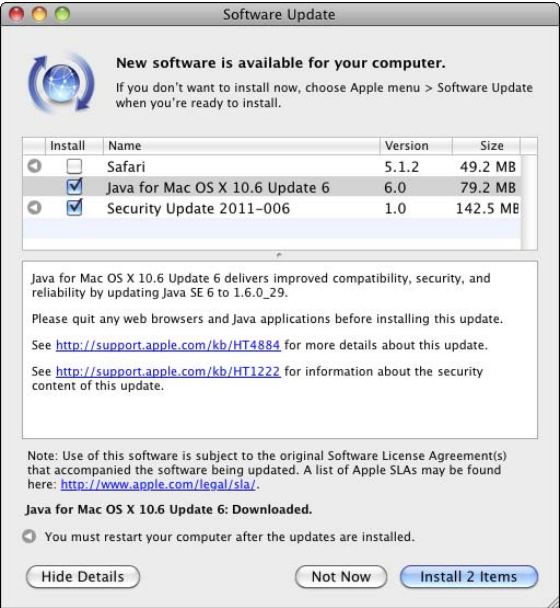 Software Update
New software is available for your computer.
If you don't want to install now, choose Apple menu > Software Update
when you're ready to install.
Install Name Version Size
Safari 5.1.2 49.2 MB
Java for Mac OS X 10.6 Update 6 6.0 79.2 MB
Security Update 2011-006 1.0 142.5 MB
Java for Mac OS X 10.6 Update 6 delivers improved compatibility, security, and
reliability by updating Java SE 6 to 1.6.0_29.
Please quit any web browsers and Java applications before installing this update.
See http://support.apple.com/kb/HT4884 for more details about this update.
See http://support.apple.com/kb/HT1222 for information about the security
content of this update.
Note: Use of this software is subject to the original Software License Agreement(s)
that accompanied the software being updated. A list of Apple SLAs may be found
here: http://www.apple.com/legal/sla/.
Java for Mac OS X 10.6 Update 6: Downloaded.
You must restart your computer after the updates are installed.
Hide Details Not Now Install 2 Items